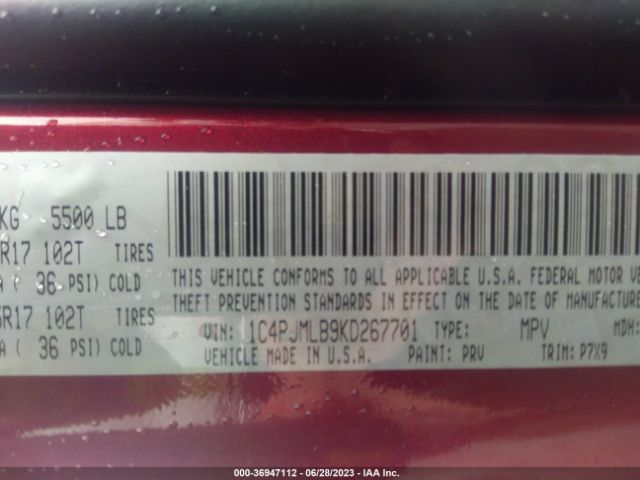 KG 5500 LB
R17 102T TIRES
A ( 36 PSI) COLD
5R17 102T TIRES
A ( 36 PSI) COLD
THIS VEHICLE CONFORMS TO ALL APPLICABLE U.S.A. FEDERAL MOTOR
THEFT PREVENTION STANDARDS IN EFFECT ON THE DATE OF MANUFACTURE
VIN: 1C4PJMLB9KD267701 TYPE: MPV MDH:
VEHICLE MADE IN U.S.A. PAINT: PRV TRIM: P7X9
000-36947112 | 06/28/2023 - IAA Inc.